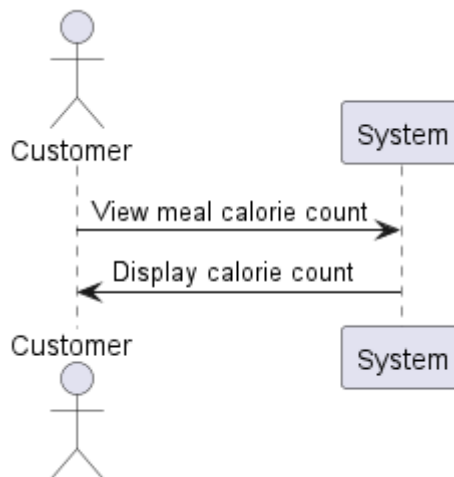 Customer
System
View meal calorie count
Display calorie count
Customer
System